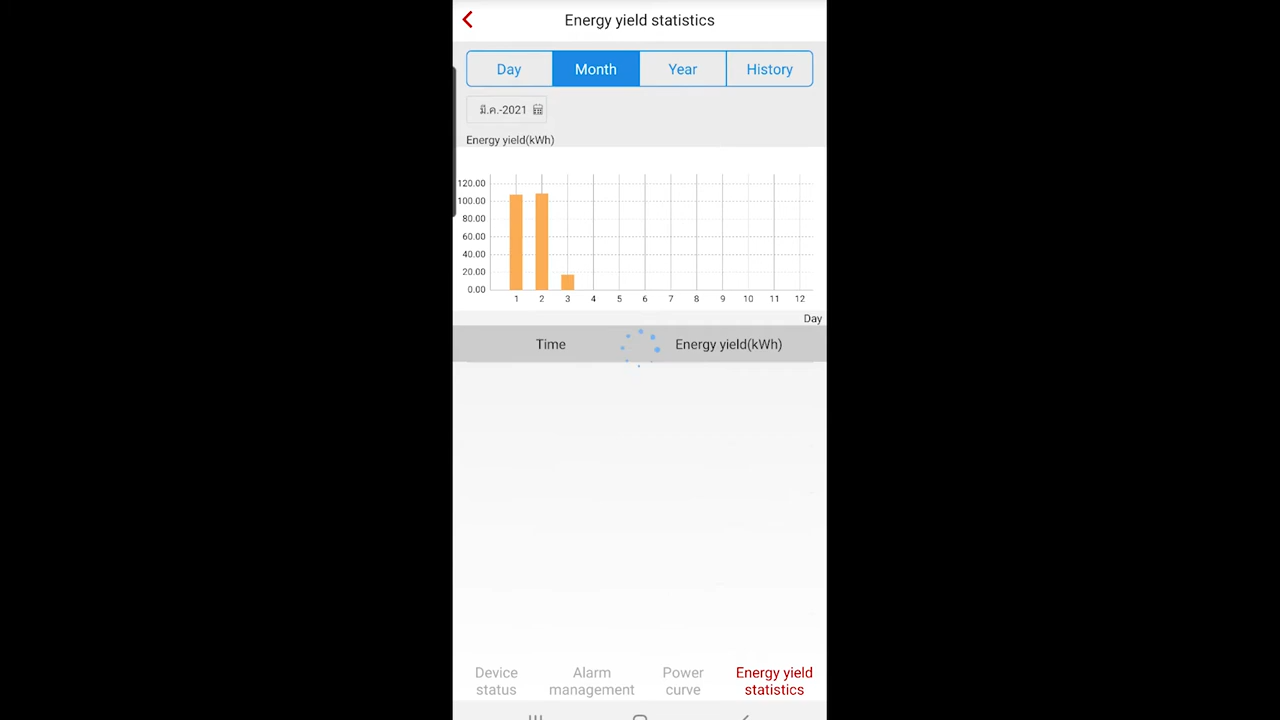 Energy yield statistics
Day
Month
Year
History
มี.ค.-2021
Energy yield(kWh)
120.00
100.00
80.00
60.00
40.00
20.00
0.00
1 2 3 4 5 6 7 8 9 10 11 12
Day
Time
Energy yield(kWh)
Device
status
Alarm
management
Power
curve
Energy yield
statistics